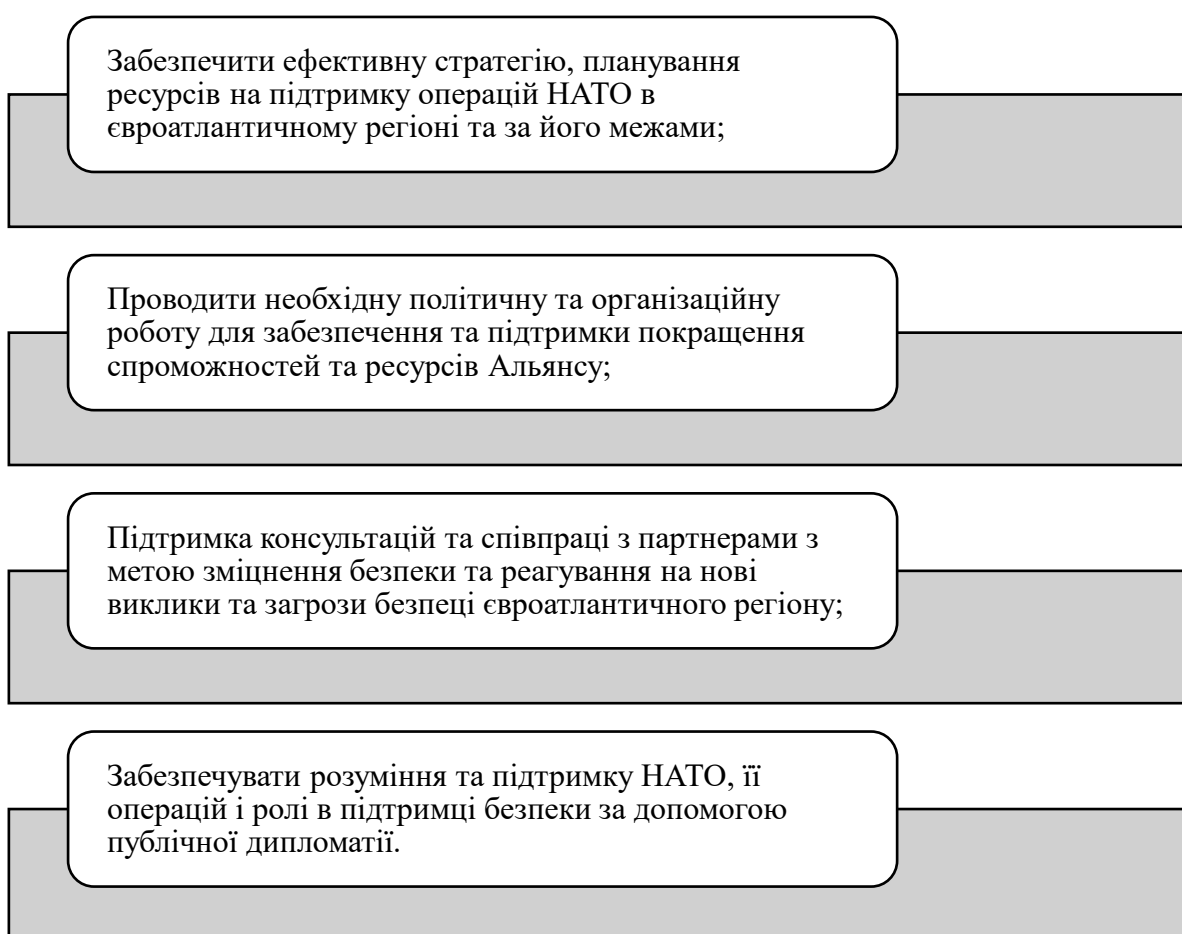 Забезпечити ефективну стратегію, планування
ресурсів на підтримку операцій НАТО в
євроатлантичному регіоні та за його межами;
Проводити необхідну політичну та організаційну
роботу для забезпечення та підтримки покращення
спроможностей та ресурсів Альянсу;
Підтримка консультацій та співпраці з партнерами з
метою зміцнення безпеки та реагування на нові
виклики та загрози безпеці євроатлантичного регіону;
Забезпечувати розуміння та підтримку НАТО, її
операцій і ролі в підтримці безпеки за допомогою
публічної дипломатії.